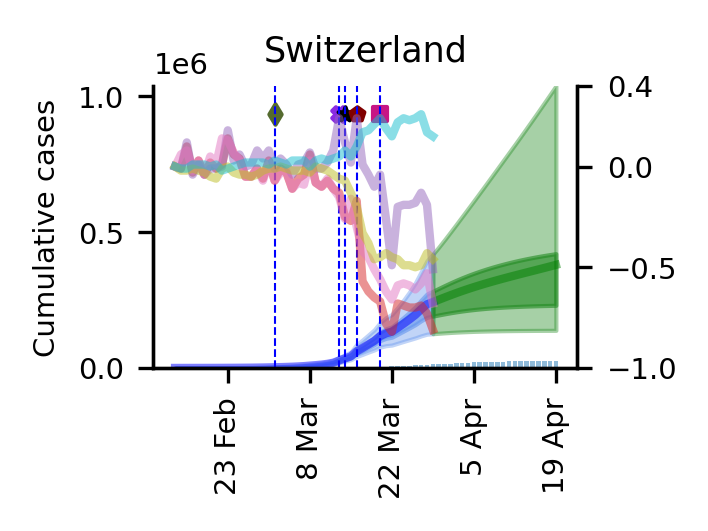 Switzerland
1e6
1.0
0.5
0.0
Cumulative cases
0.4
0.0
−0.5
−1.0
23 Feb
8 Mar
22 Mar
5 Apr
19 Apr